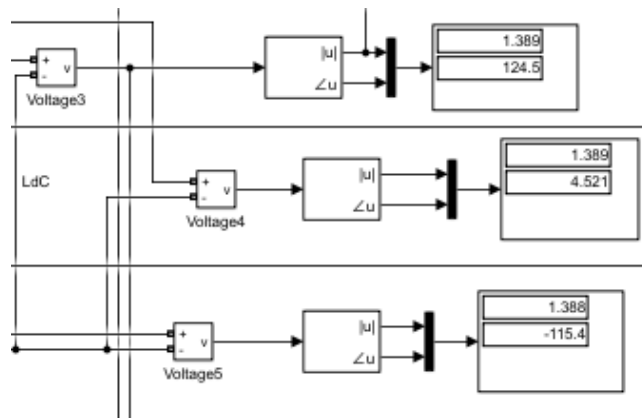 +
-
v
Voltage3
|u|
∠u
1.389
124.5
LdC
+
-
v
Voltage4
|u|
∠u
1.389
4.521
+
-
v
Voltage5
|u|
∠u
1.388
-115.4